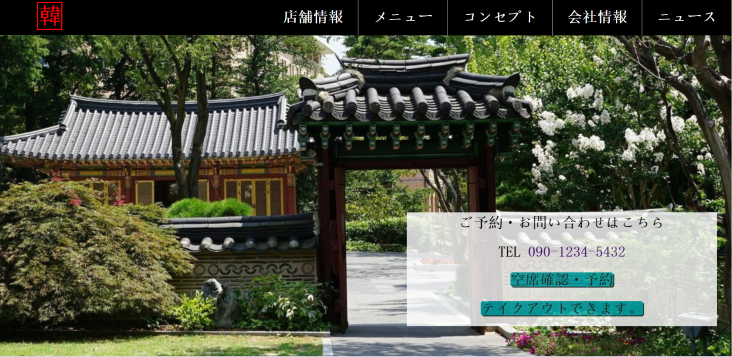 韓
店舗情報 メニュー コンセプト 会社情報 ニュース
ご予約・お問い合わせはこちら
TEL 090-1234-5432
空席確認・予約
テイクアウトできます。